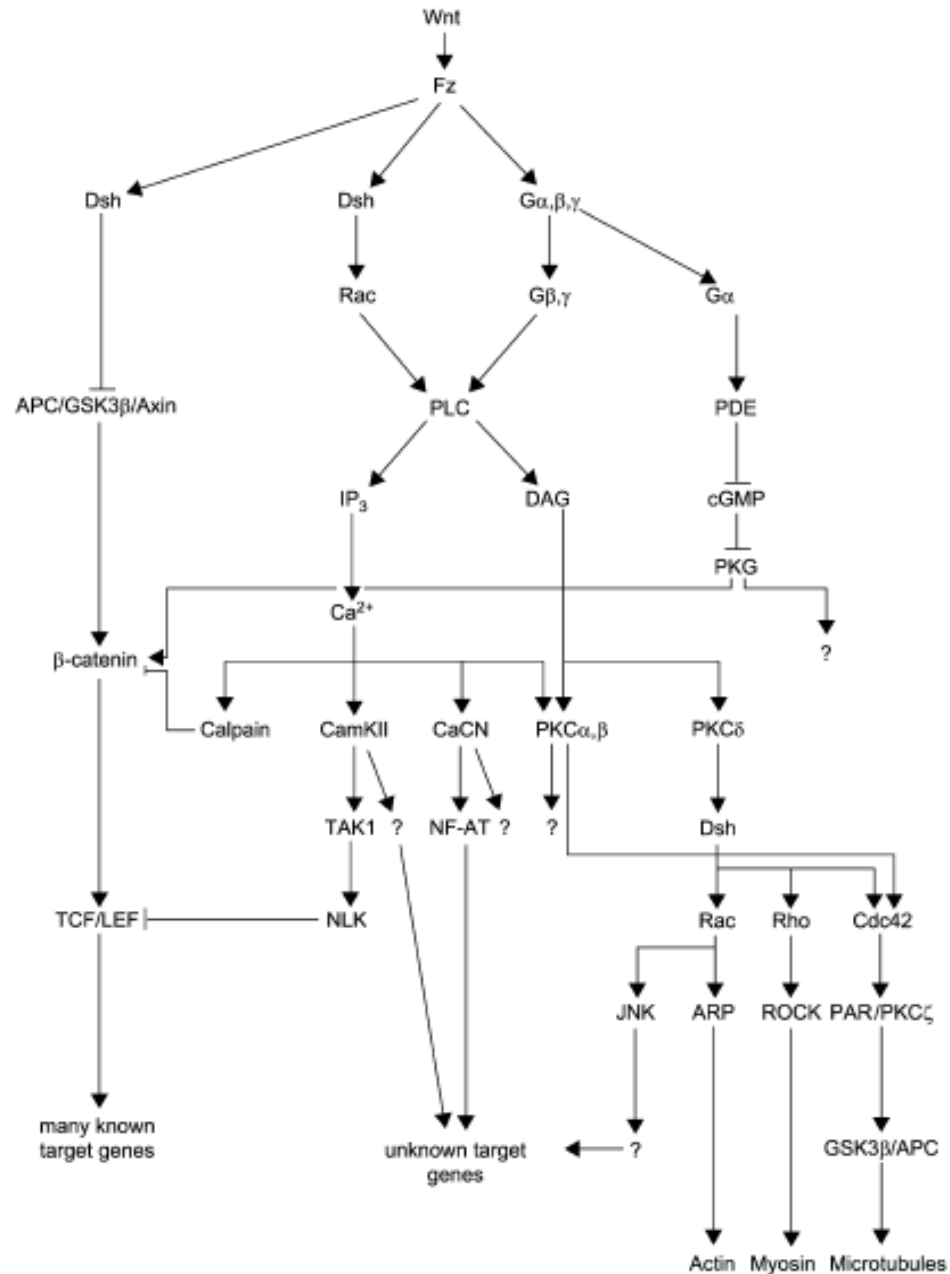 Wnt
Fz
Dsh Dsh Gα,β,γ
Rac Gβ,γ Gα
APC/GSK3β/Axin PLC PDE
IP3 DAG cGMP
PKG
Ca2+
β-catenin ?
Calpain CamKII CaCN PKCα,β PKCδ
TAK1 ? NF-AT ? ? Dsh
TCF/LEF NLK Rac Rho Cdc42
JNK ARP ROCK PAR/PKCζ
many known
target genes
unknown target
genes
? GSK3β/APC
Actin Myosin Microtubules